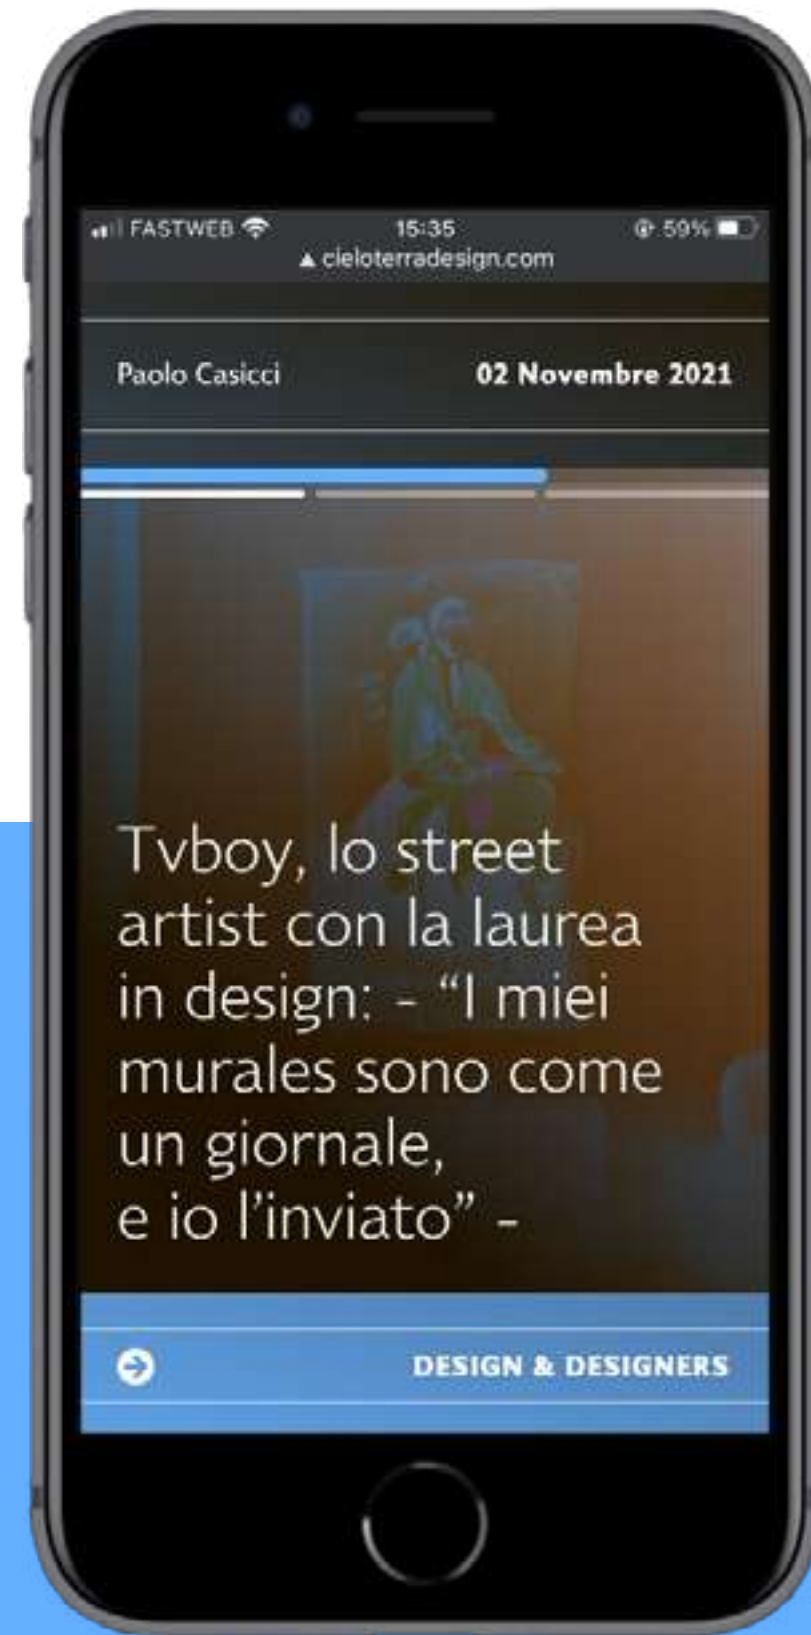 FASTWEB 15:35 59%
▲ cieloterradesign.com
Paolo Casicci 02 Novembre 2021
Tvboy, lo street
artist con la laurea
in design: - “I miei
murales sono come
un giornale,
e io l’inviato” -
DESIGN & DESIGNERS